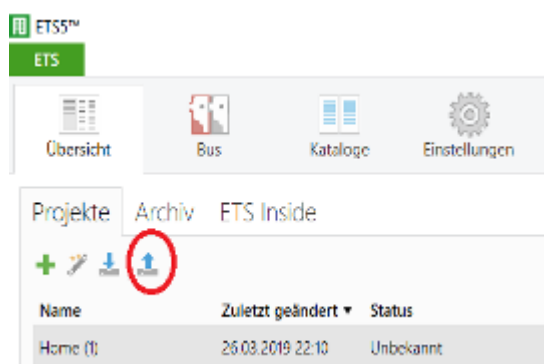 ETS5™
ETS
Übersicht Bus Kataloge Einstellungen
Projekte Archiv ETS Inside
Name Zuletzt geändert ▼ Status
Home (1) 26.03.2019 22:10 Unbekannt